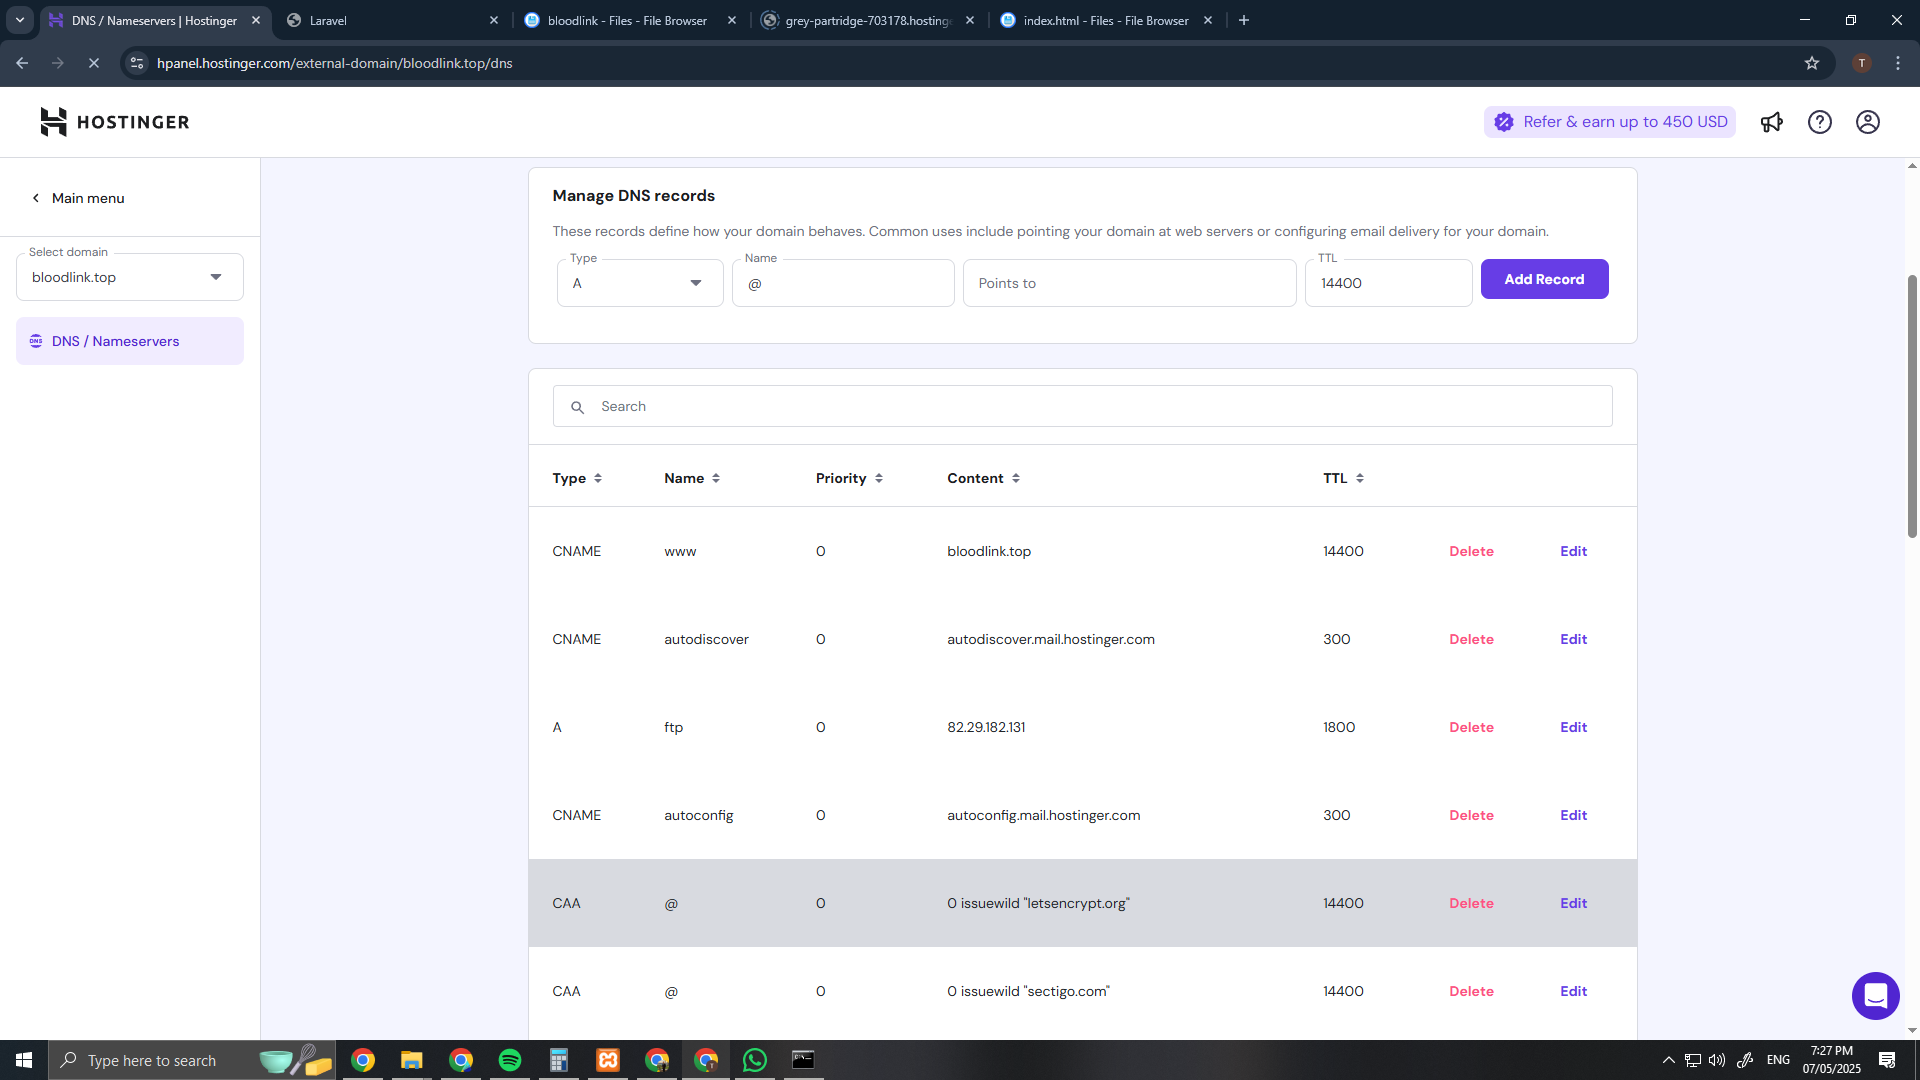 DNS / Nameservers | Hostinger
Laravel
bloodlink - Files - File Browser
grey-partridge-703178.hostinge
index.html - Files - File Browser
hpanel.hostinger.com/external-domain/bloodlink.top/dns
T
HOSTINGER
Refer & earn up to 450 USD
Main menu
Select domain
bloodlink.top
DNS / Nameservers
Manage DNS records
These records define how your domain behaves. Common uses include pointing your domain at web servers or configuring email delivery for your domain.
Type
A
Name
@
Points to
TTL
14400
Add Record
Search
Type Name Priority Content TTL
CNAME www 0 bloodlink.top 14400 Delete Edit
CNAME autodiscover 0 autodiscover.mail.hostinger.com 300 Delete Edit
A ftp 0 82.29.182.131 1800 Delete Edit
CNAME autoconfig 0 autoconfig.mail.hostinger.com 300 Delete Edit
CAA @ 0 0 issuewild "letsencrypt.org" 14400 Delete Edit
CAA @ 0 0 issuewild "sectigo.com" 14400 Delete Edit
Type here to search
ENG
7:27 PM
07/05/2025